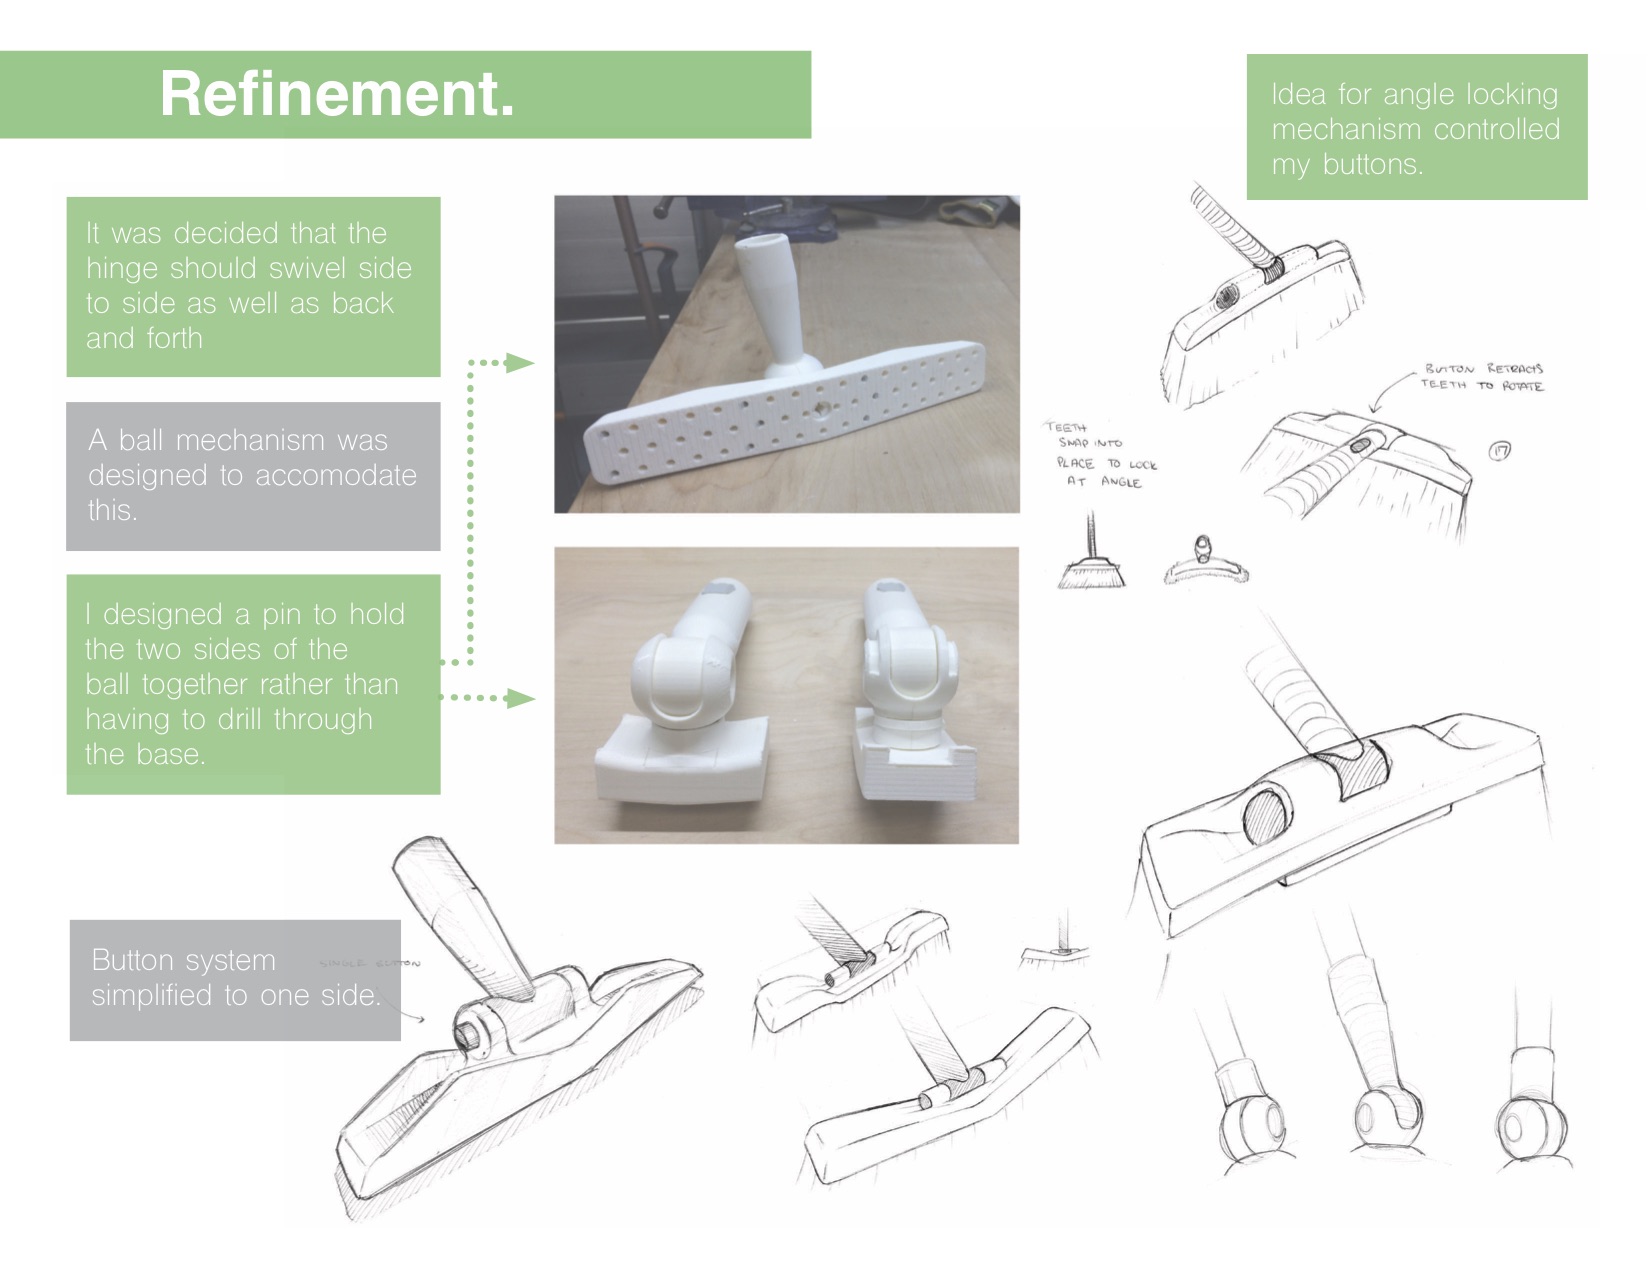 Refinement.
Idea for angle locking
mechanism controlled
my buttons.
It was decided that the
hinge should swivel side
to side as well as back
and forth
A ball mechanism was
designed to accomodate
this.
I designed a pin to hold
the two sides of the
ball together rather than
having to drill through
the base.
BUTTON RETRACTS
TEETH TO ROTATE
TEETH
SNAP INTO
PLACE TO LOCK
AT ANGLE
17
Button system
simplified to one side.
SINGLE BUTTON